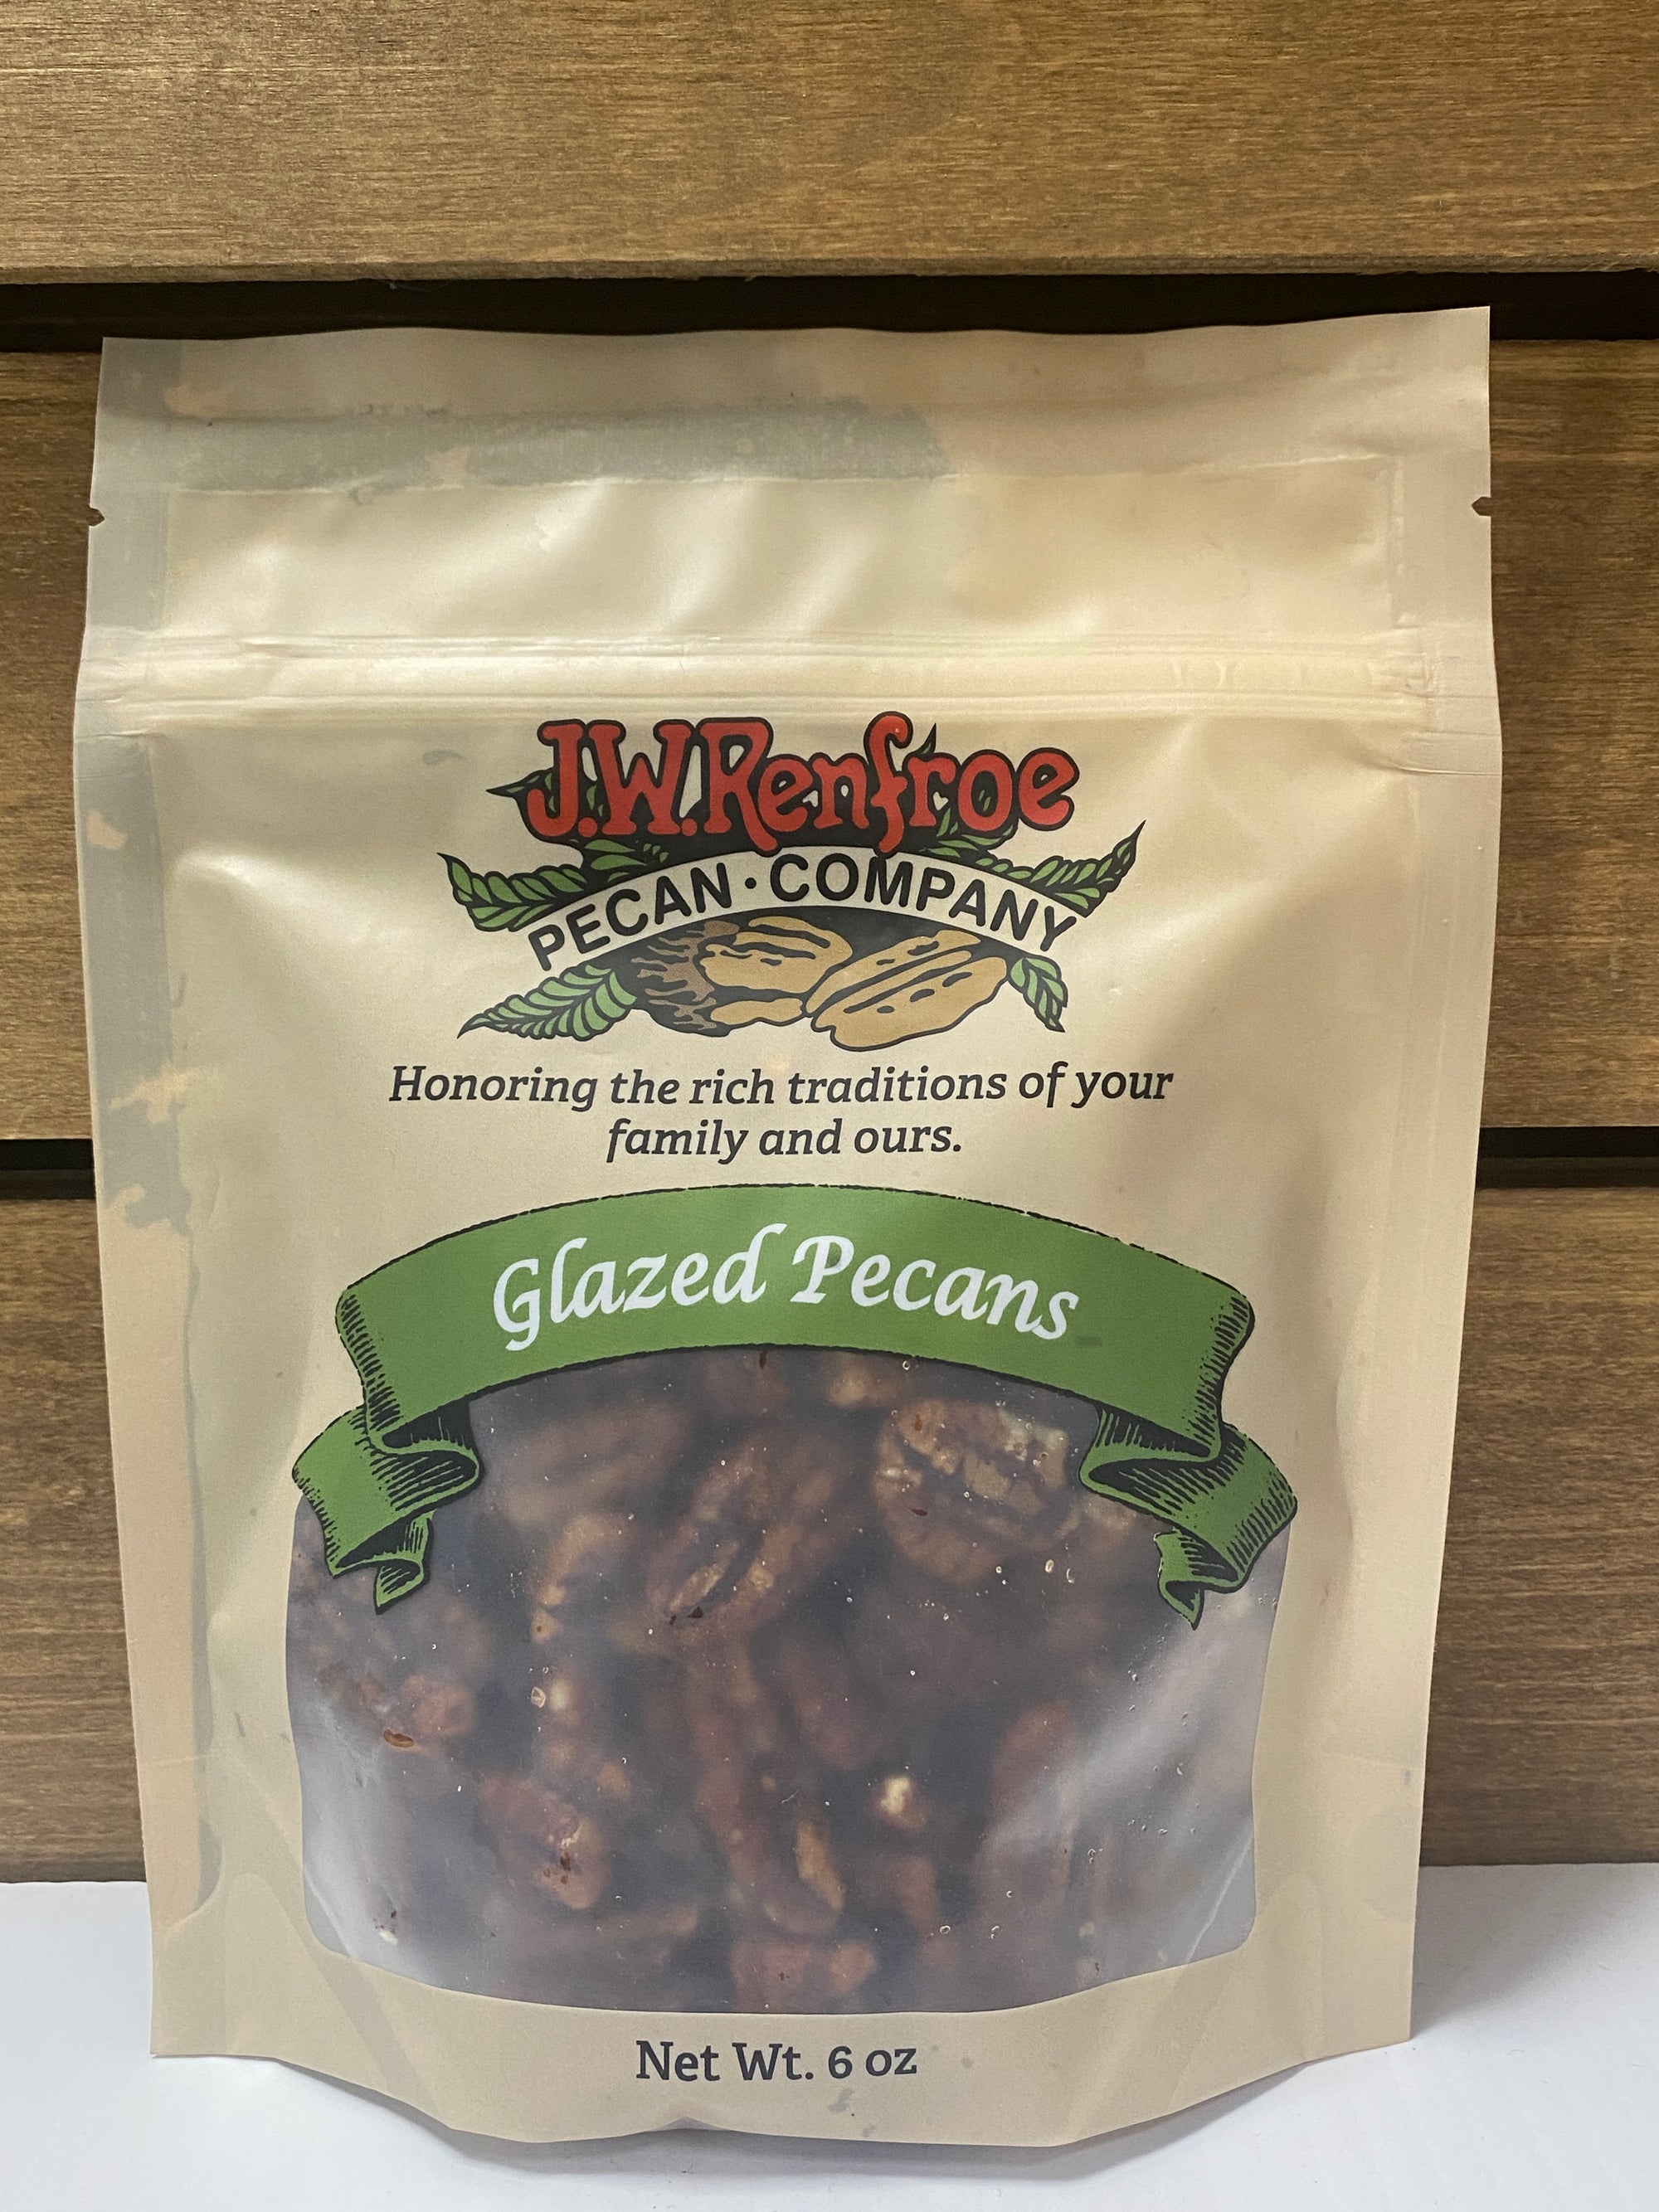 J.W.Renfroe
PECAN · COMPANY
Honoring the rich traditions of your
family and ours.
Glazed Pecans
Net Wt. 6 oz